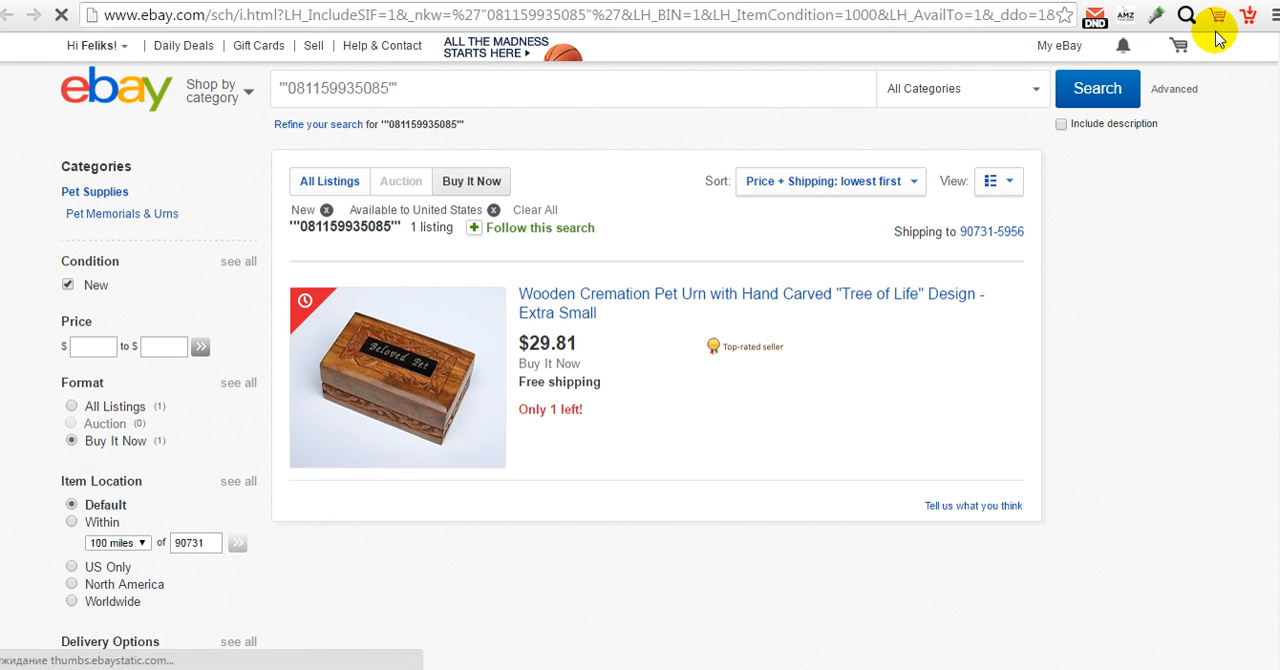 www.ebay.com/sch/i.html?LH_IncludeSIF=1&_nkw=%27"081159935085"%27&LH_BIN=1&LH_ItemCondition=1000&LH_AvailTo=1&_ddo=18
DND
AMZ
Hi Feliks!
Daily Deals
Gift Cards
Sell
Help & Contact
ALL THE MADNESS
STARTS HERE
My eBay
ebay
Shop by
category
'"081159935085"'
All Categories
Search
Advanced
Refine your search for '"081159935085"'
Include description
Categories
Pet Supplies
Pet Memorials & Urns
Condition
see all
New
Price
$
to $
Format
see all
All Listings (1)
Auction (0)
Buy It Now (1)
Item Location
see all
Default
Within
100 miles
of
90731
US Only
North America
Worldwide
Delivery Options
see all
All Listings
Auction
Buy It Now
Sort:
Price + Shipping: lowest first
View:
New
Available to United States
Clear All
'"081159935085"' 1 listing
Follow this search
Shipping to 90731-5956
Beloved Pet
Wooden Cremation Pet Urn with Hand Carved "Tree of Life" Design -
Extra Small
$29.81
Top-rated seller
Buy It Now
Free shipping
Only 1 left!
Tell us what you think
жидание thumbs.ebaystatic.com...